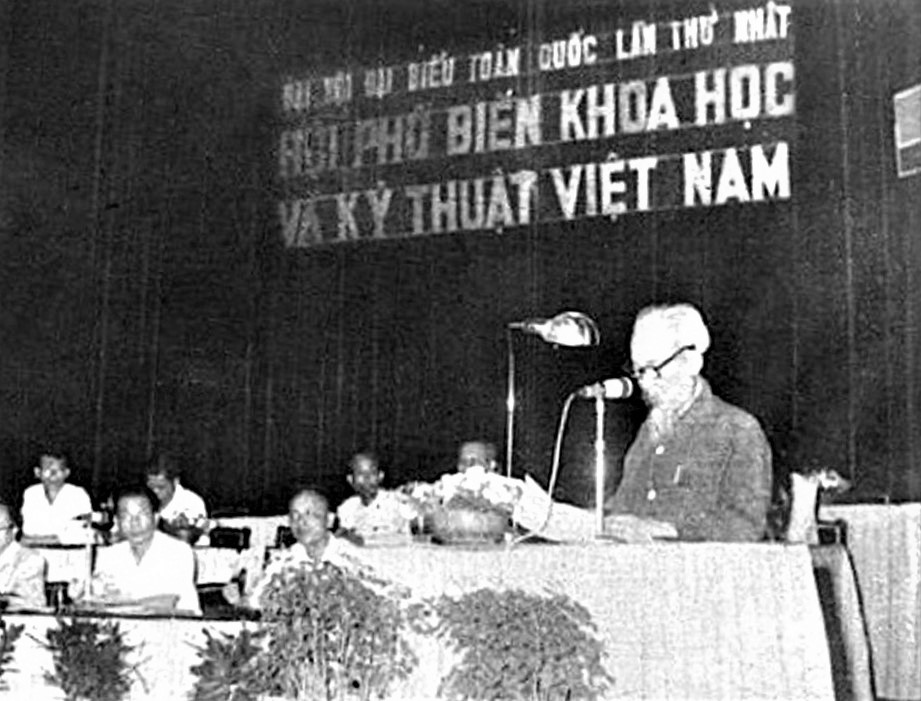 ĐẠI HỘI ĐẠI BIỂU TOÀN QUỐC LẦN THỨ NHẤT
HỘI PHỔ BIẾN KHOA HỌC
VÀ KỸ THUẬT VIỆT NAM